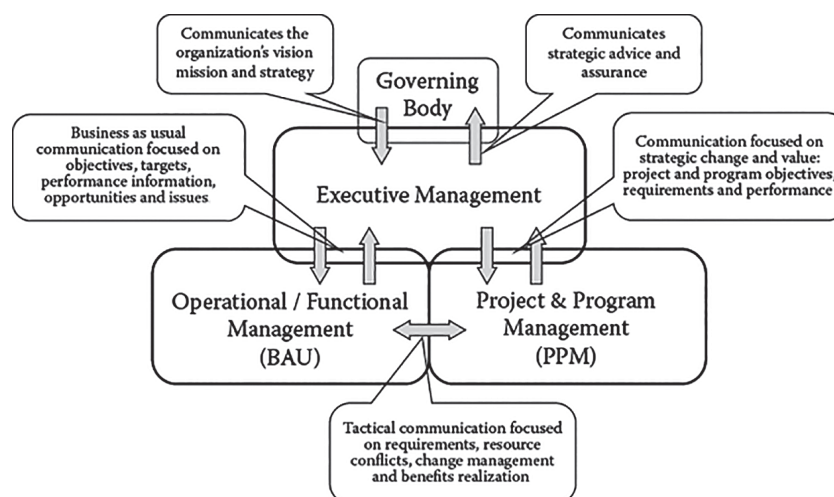 Communicates the
organization's vision
mission and strategy
Communicates
strategic advice and
assurance
Governing
Body
Business as usual
communication focused of
objectives, targets,
performance information,
opportunities and issues
Communication focused on
strategic change and value:
project and program objectives,
requirements and performance
Executive Management
Operational / Functional
Management
(BAU)
Project & Program
Management
(PPM)
Tactical communication focused
on requirements, resource
conflicts, change management
and benefits realization